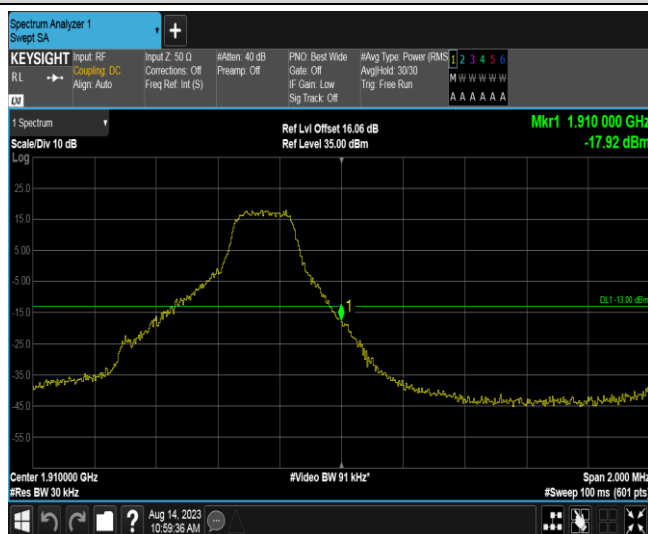 Spectrum Analyzer 1
Swept SA
KEYSIGHT
RL
Input: RF
Coupling: DC
Align: Auto
Input Z: 50 Ω
Corrections: Off
Freq Ref: Int (S)
#Atten: 40 dB
Preamp: Off
PNO: Best Wide
Gate: Off
IF Gain: Low
Sig Track: Off
#Avg Type: Power (RMS
Avg|Hold: 30/30
Trig: Free Run
1 2 3 4 5 6
M W W W W W
A A A A A A
LXI
1 Spectrum
Scale/Div 10 dB
Ref Lvl Offset 16.06 dB
Ref Level 35.00 dBm
Mkr1 1.910 000 GHz
-17.92 dBm
Log
25.0
15.0
5.00
-5.00
DL1 -13.00 dBm
1
-15.0
-25.0
-35.0
-45.0
-55.0
Center 1.910000 GHz
#Video BW 91 kHz*
Span 2.000 MHz
#Res BW 30 kHz
#Sweep 100 ms (601 pts)
?
Aug 14, 2023
10:59:36 AM